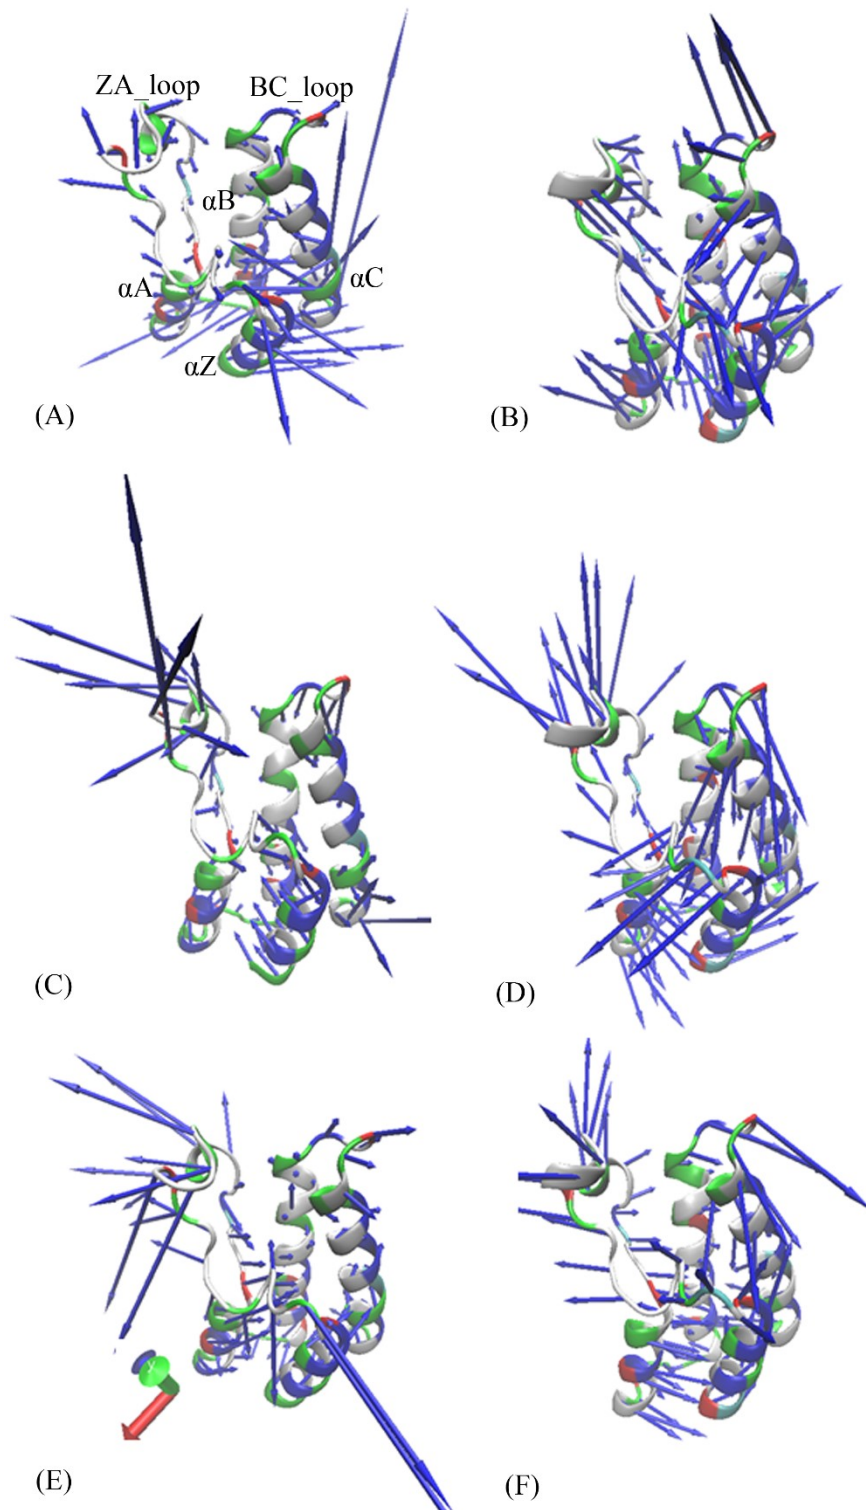 ZA_loop BC_loop
αB
αA αC
αZ
(A) (B)
(C) (D)
(E) (F)